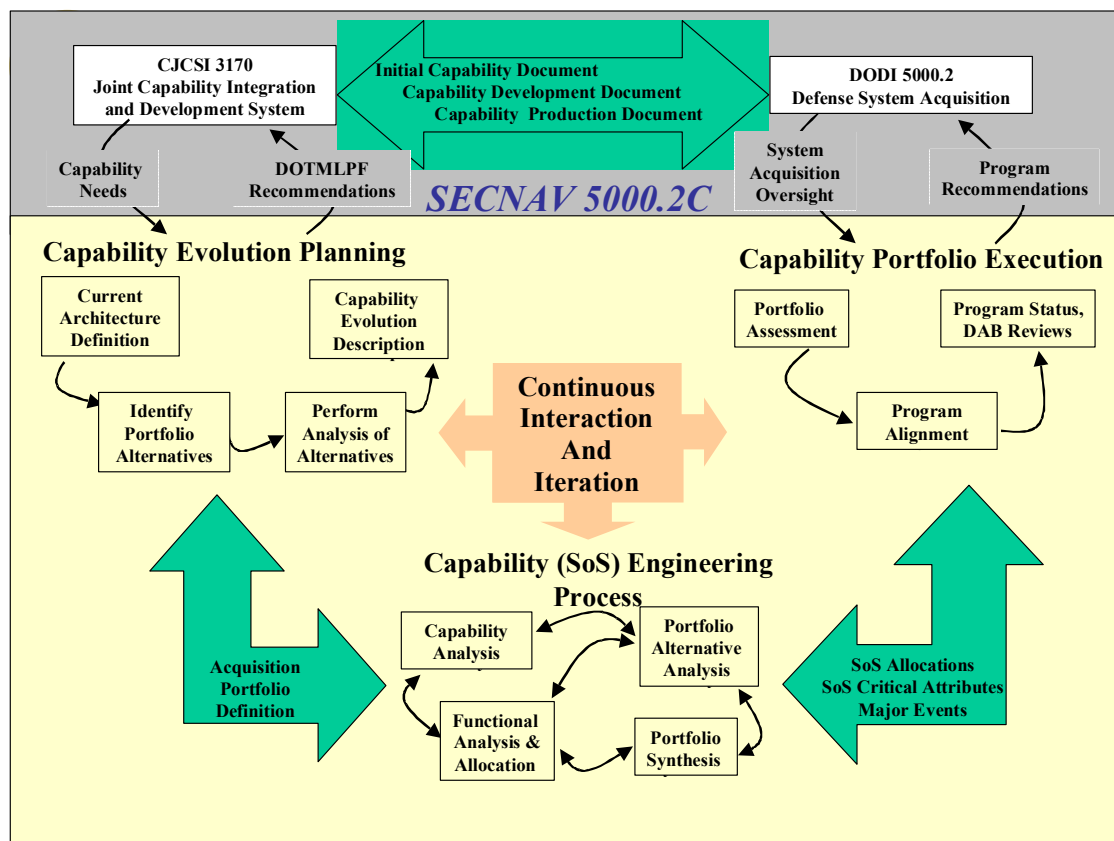 CJCSI 3170
Joint Capability Integration
and Development System
Initial Capability Document
Capability Development Document
Capability Production Document
DODI 5000.2
Defense System Acquisition
Capability
Needs
DOTMLPF
Recommendations
SECNAV 5000.2C
System
Acquisition
Oversight
Program
Recommendations
Capability Evolution Planning
Current
Architecture
Definition
Capability
Evolution
Description
Identify
Portfolio
Alternatives
Perform
Analysis of
Alternatives
Continuous
Interaction
And
Iteration
Capability Portfolio Execution
Portfolio
Assessment
Program Status,
DAB Reviews
Program
Alignment
Capability (SoS) Engineering
Process
Capability
Analysis
Portfolio
Alternative
Analysis
Functional
Analysis &
Allocation
Portfolio
Synthesis
Acquisition
Portfolio
Definition
SoS Allocations
SoS Critical Attributes
Major Events